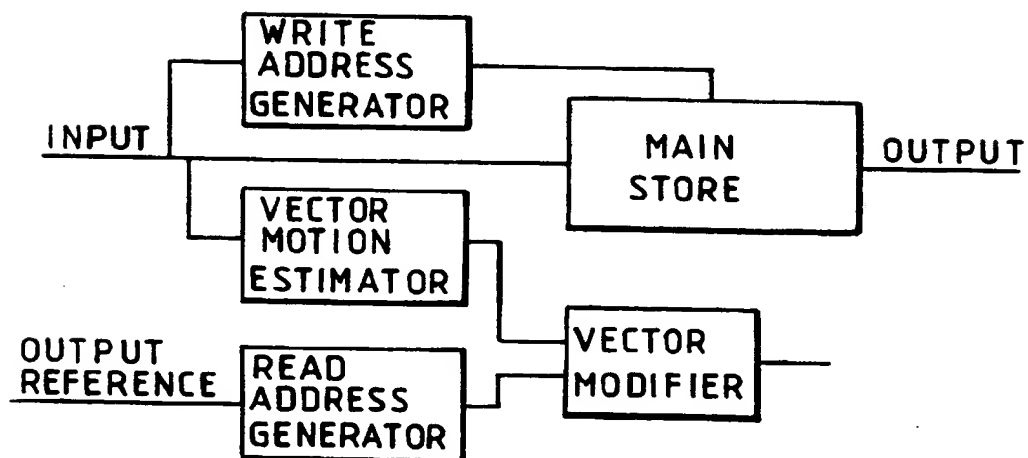 WRITE
ADDRESS
GENERATOR
INPUT
MAIN
STORE
OUTPUT
VECTOR
MOTION
ESTIMATOR
OUTPUT
REFERENCE
READ
ADDRESS
GENERATOR
VECTOR
MODIFIER